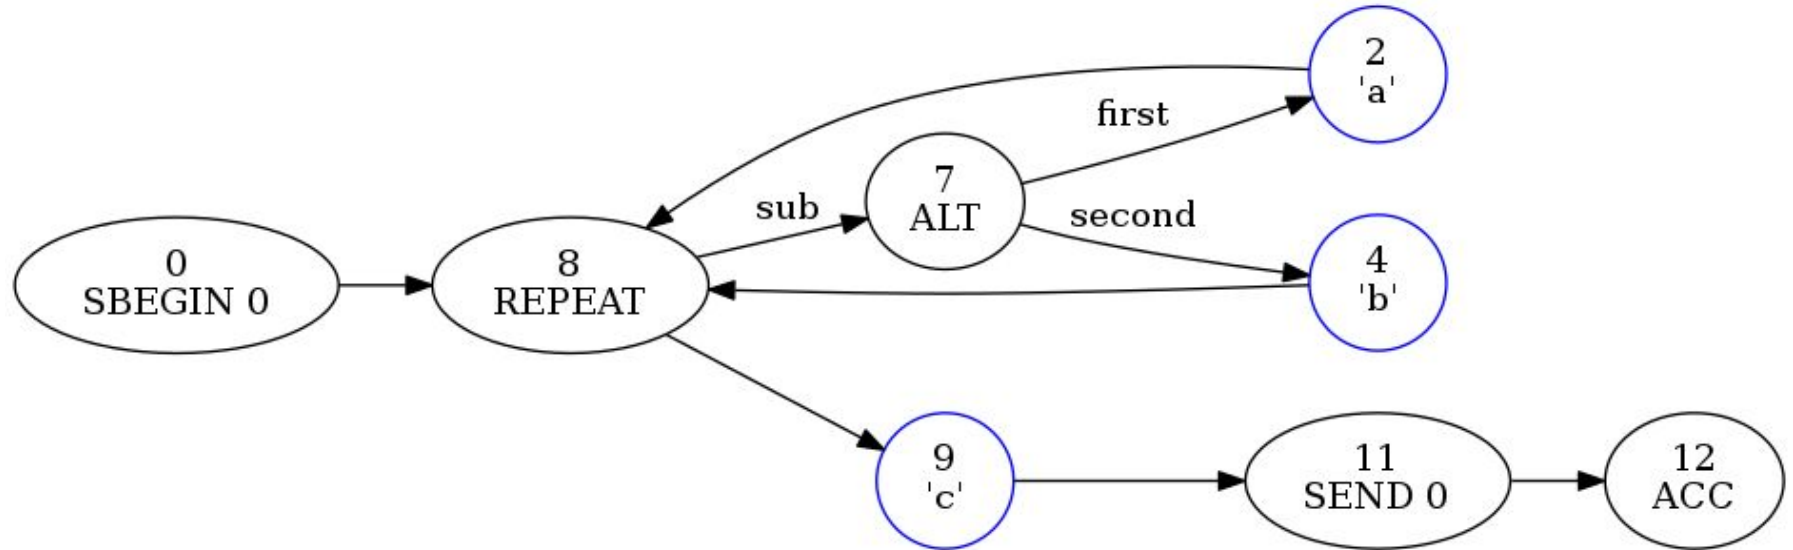 2
'a'
first
7
ALT
sub
second
0
SBEGIN 0
8
REPEAT
4
'b'
9
'c'
11
SEND 0
12
ACC